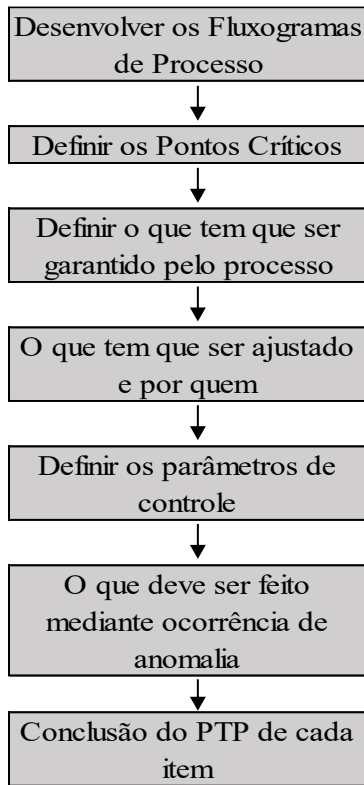 Desenvolver os Fluxogramas
de Processo
Definir os Pontos Críticos
Definir o que tem que ser
garantido pelo processo
O que tem que ser ajustado
e por quem
Definir os parâmetros de
controle
O que deve ser feito
mediante ocorrência de
anomalia
Conclusão do PTP de cada
item